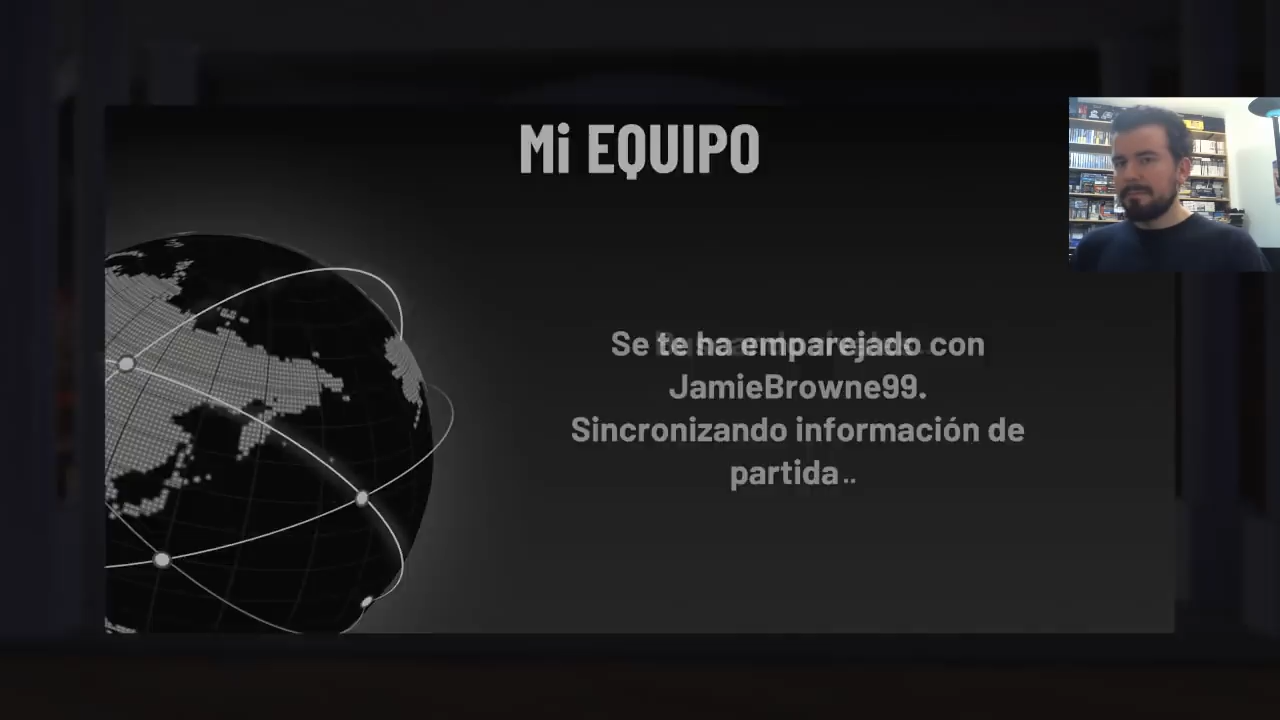 Mi EQUIPO
Se te ha emparejado con
JamieBrowne99.
Sincronizando información de
partida..